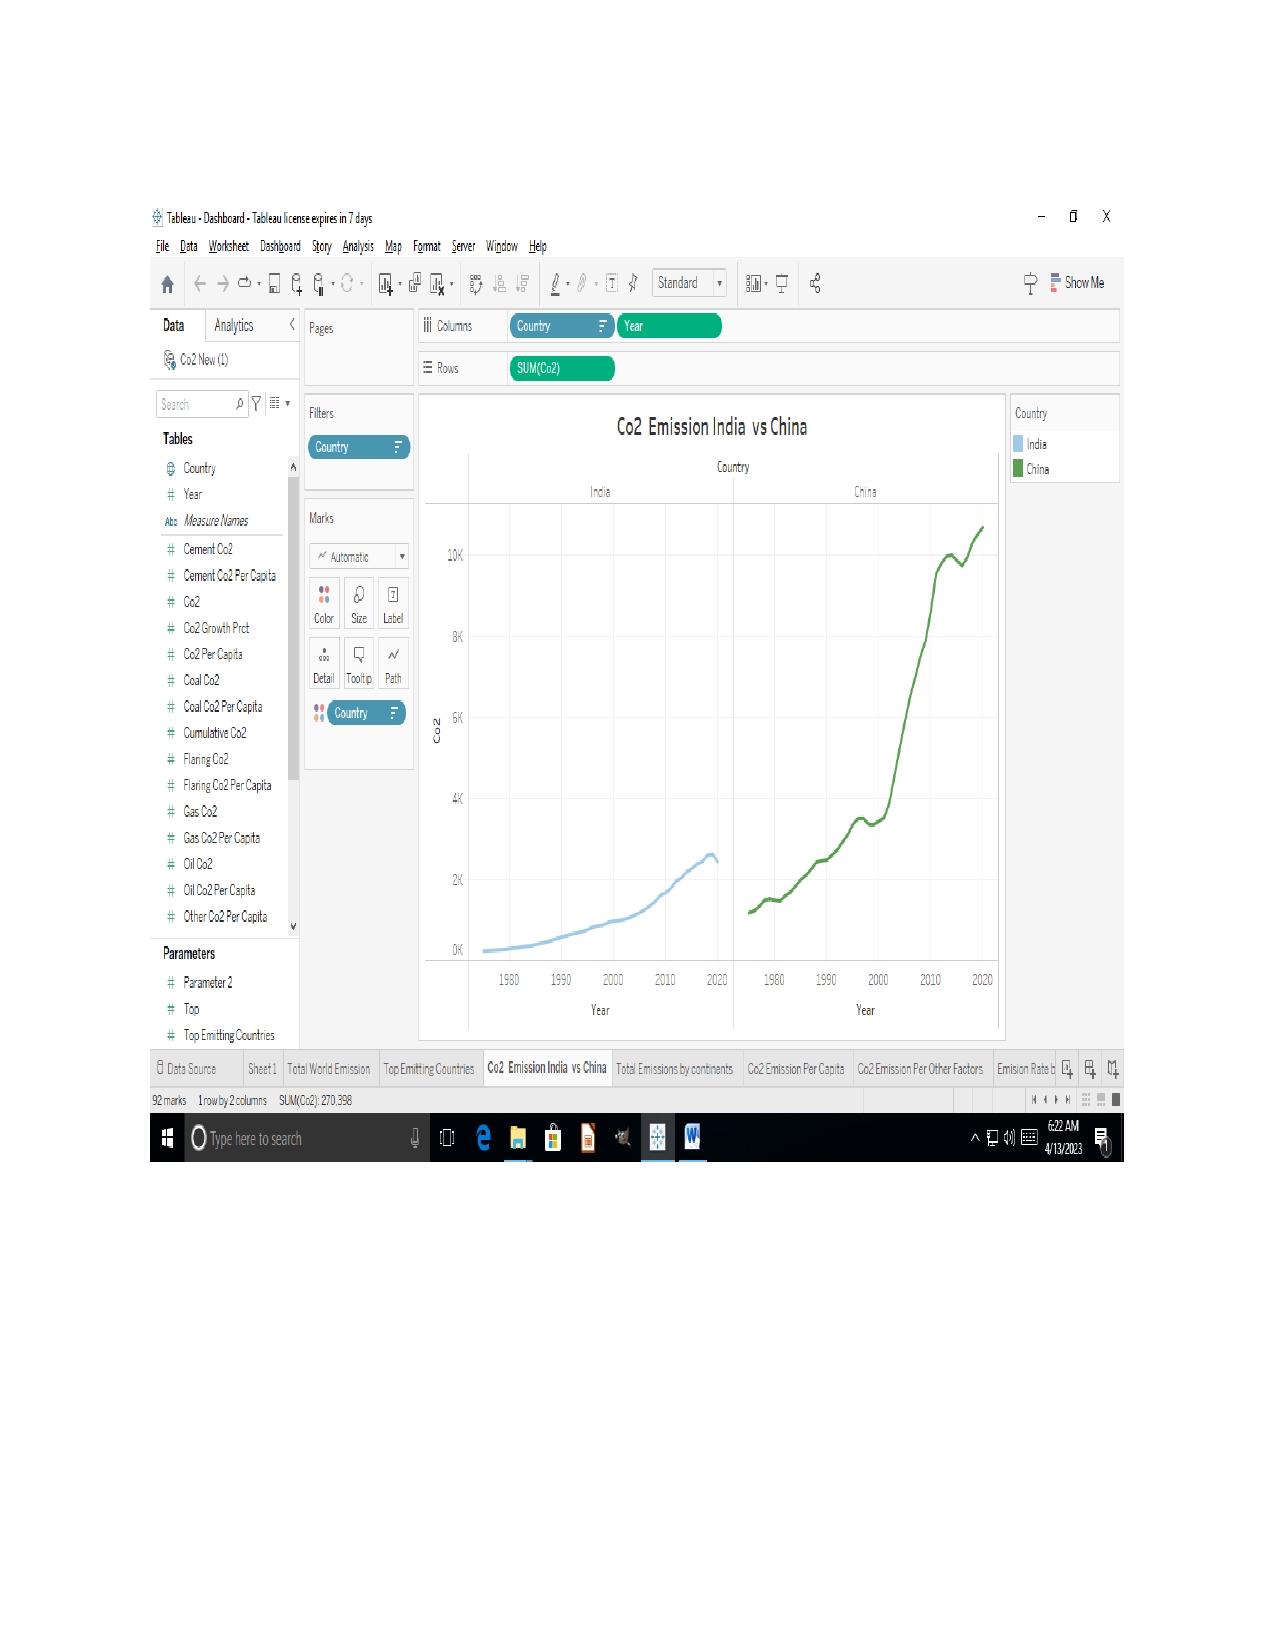 Tableau - Dashboard - Tableau license expires in 7 days
File Data Worksheet Dashboard Story Analysis Map Format Server Window Help
Standard
Show Me
Data Analytics
Co2 New (1)
Search
Tables
Country
Year
Measure Names
Cement Co2
Cement Co2 Per Capita
Co2
Co2 Growth Prct
Co2 Per Capita
Coal Co2
Coal Co2 Per Capita
Cumulative Co2
Flaring Co2
Flaring Co2 Per Capita
Gas Co2
Gas Co2 Per Capita
Oil Co2
Oil Co2 Per Capita
Other Co2 Per Capita
Parameters
Parameter 2
Top
Top Emitting Countries
Pages
Filters
Country
Marks
Automatic
Color Size Label
Detail Tooltip Path
Country
Columns Country Year
Rows SUM(Co2)
Co2 Emission India vs China
Country
India China
10K
8K
6K
4K
2K
0K
Co2
1980 1990 2000 2010 2020 1980 1990 2000 2010 2020
Year Year
Country
India
China
Data Source Sheet 1 Total World Emission Top Emitting Countries Co2 Emission India vs China Total Emissions by continents Co2 Emission Per Capita Co2 Emission Per Other Factors Emision Rate b
92 marks 1 row by 2 columns SUM(Co2): 270,398
Type here to search
6:22 AM
4/13/2023